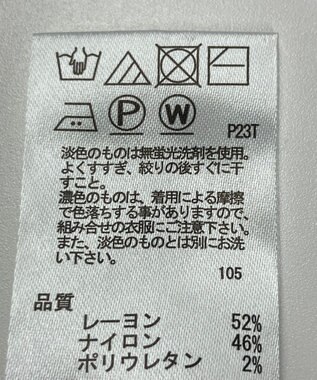 P W P23T
淡色のものは無蛍光洗剤を使用。
よくすすぎ、絞りの後すぐに干
すこと。
濃色のものは、着用による摩擦
で色落ちする事がありますので、
組み合せの衣服にご注意下さい。
また、淡色のものとは別にお洗
い下さい。
105
品質
レーヨン 52%
ナイロン 46%
ポリウレタン 2%